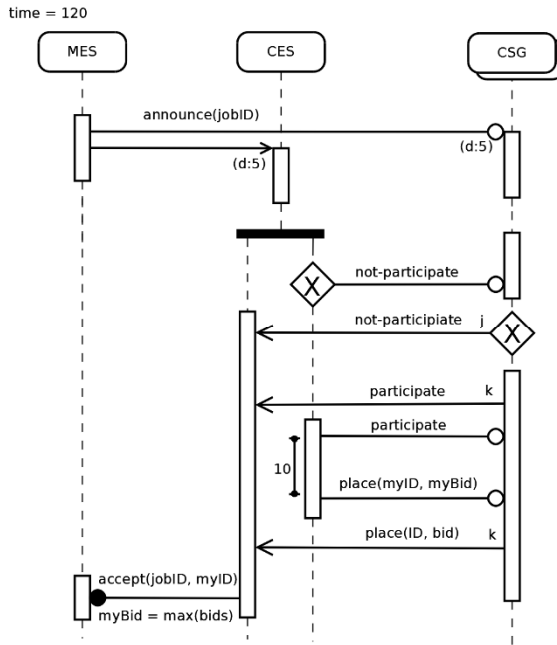 time = 120
MES
CES
CSG
announce(jobID)
(d:5)
(d:5)
X
not-participate
not-participiate j
X
participate k
participate
10
place(myID, myBid)
place(ID, bid) k
accept(jobID, myID)
myBid = max(bids)